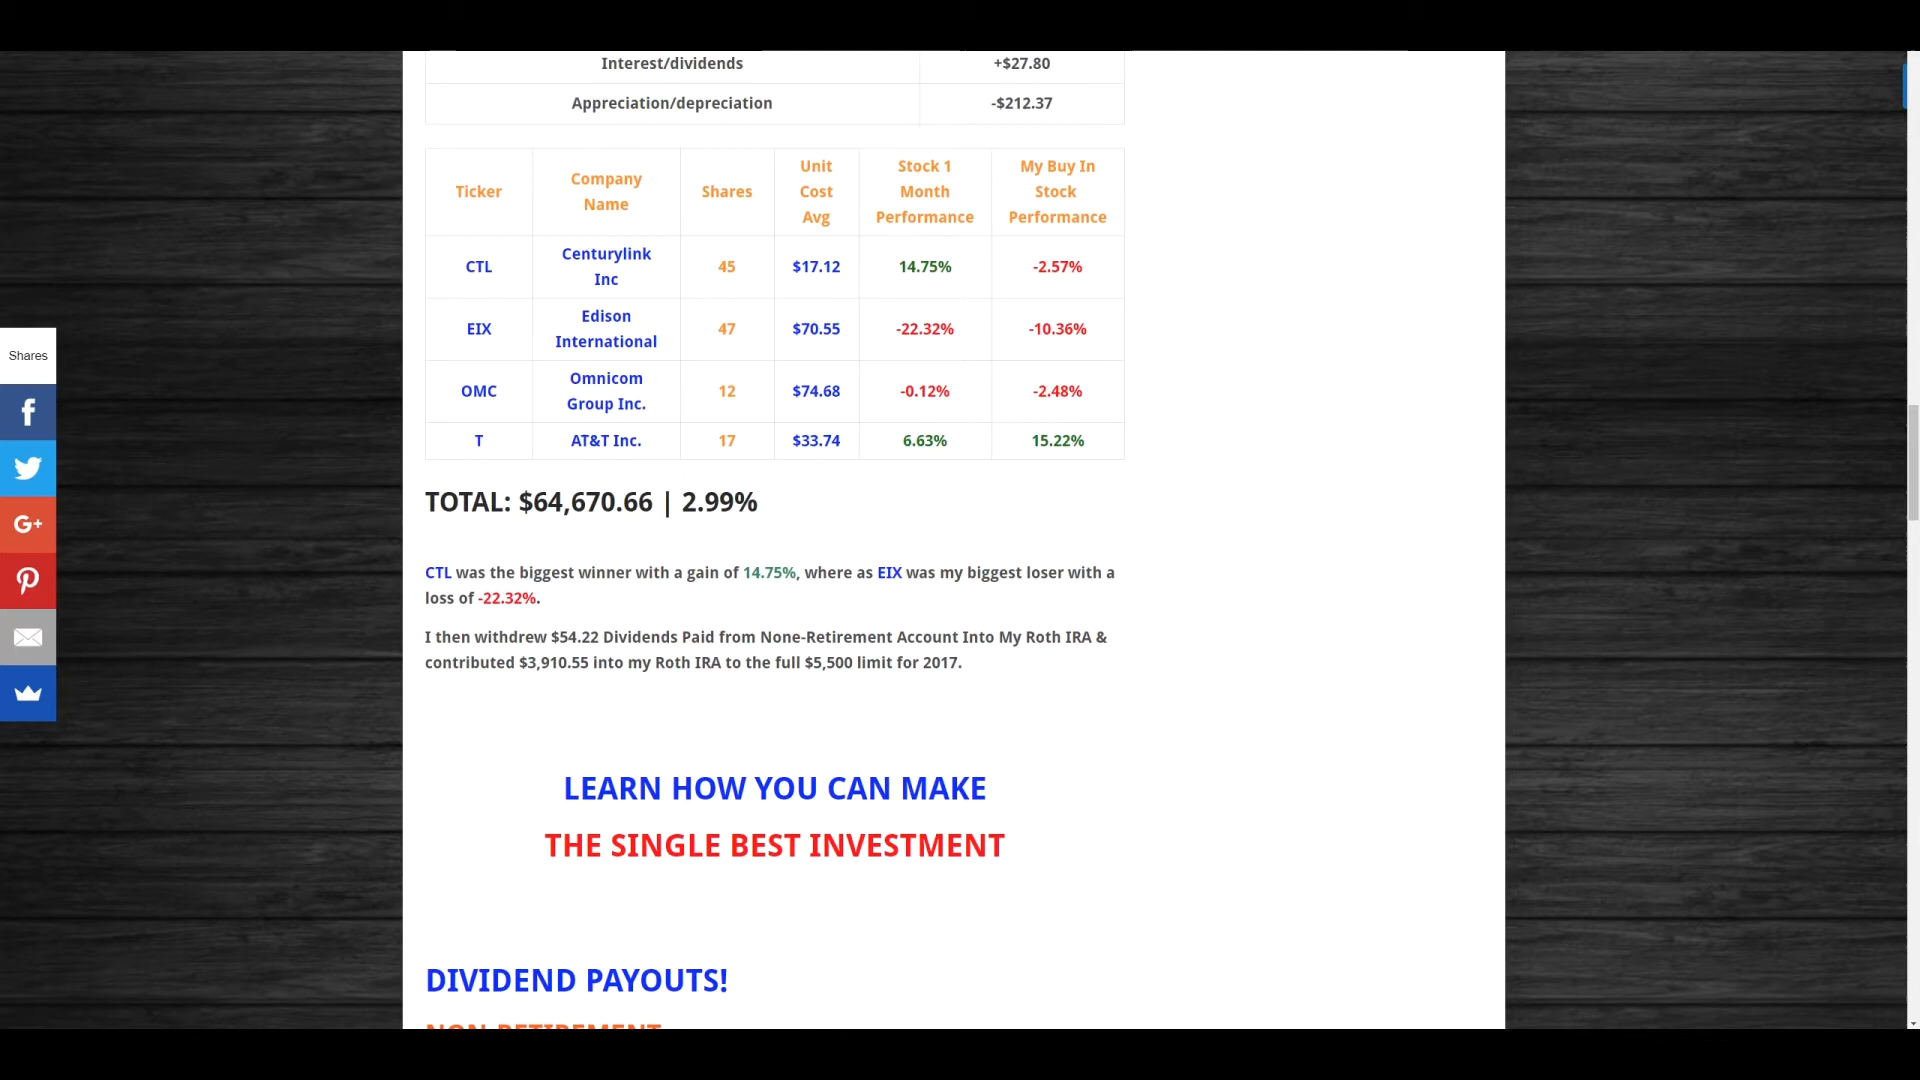 Interest/dividends +$27.80
Appreciation/depreciation -$212.37
Ticker Company Name Shares Unit Cost Avg Stock 1 Month Performance My Buy In Stock Performance
CTL Centurylink Inc 45 $17.12 14.75% -2.57%
EIX Edison International 47 $70.55 -22.32% -10.36%
OMC Omnicom Group Inc. 12 $74.68 -0.12% -2.48%
T AT&T Inc. 17 $33.74 6.63% 15.22%
TOTAL: $64,670.66 | 2.99%
CTL was the biggest winner with a gain of 14.75%, where as EIX was my biggest loser with a
loss of -22.32%.
I then withdrew $54.22 Dividends Paid from None-Retirement Account Into My Roth IRA &
contributed $3,910.55 into my Roth IRA to the full $5,500 limit for 2017.
LEARN HOW YOU CAN MAKE
THE SINGLE BEST INVESTMENT
DIVIDEND PAYOUTS!
NON-RETIREMENT
Shares
f
G+